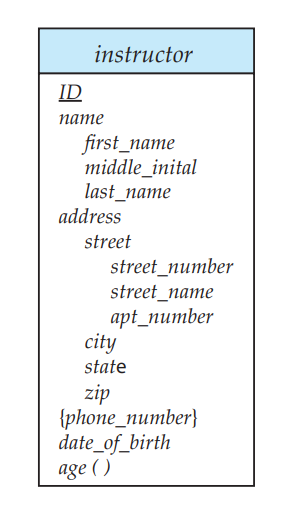 instructor
ID
name
first_name
middle_inital
last_name
address
street
street_number
street_name
apt_number
city
state
zip
{phone_number}
date_of_birth
age ( )